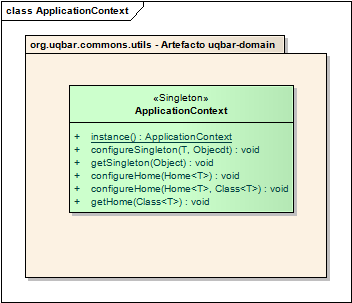 class ApplicationContext
org.uqbar.commons.utils - Artefacto uqbar-domain
«Singleton»
ApplicationContext
+ instance() : ApplicationContext
+ configureSingleton(T, Objecdt) : void
+ getSingleton(Object) : void
+ configureHome(Home<T>) : void
+ configureHome(Home<T>, Class<T>) : void
+ getHome(Class<T>) : void